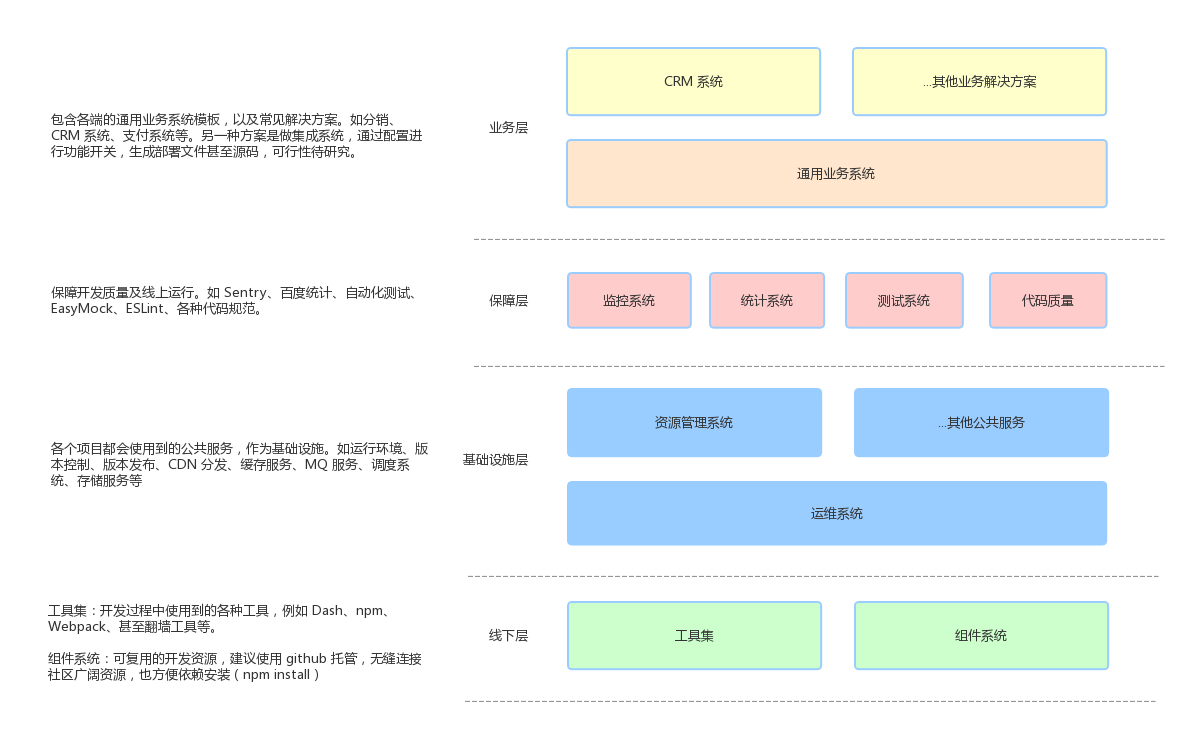 CRM 系统
...其他业务解决方案
包含各端的通用业务系统模板，以及常见解决方案。如分销、
CRM 系统、支付系统等。另一种方案是做集成系统，通过配置进
行功能开关，生成部署文件甚至源码，可行性待研究。
业务层
通用业务系统
保障开发质量及线上运行。如 Sentry、百度统计、自动化测试、
EasyMock、ESLint、各种代码规范。
保障层
监控系统
统计系统
测试系统
代码质量
资源管理系统
...其他公共服务
各个项目都会使用到的公共服务，作为基础设施。如运行环境、版
本控制、版本发布、CDN 分发、缓存服务、MQ 服务、调度系
统、存储服务等
基础设施层
运维系统
工具集：开发过程中使用到的各种工具，例如 Dash、npm、
Webpack、甚至翻墙工具等。
组件系统：可复用的开发资源，建议使用 github 托管，无缝连接
社区广阔资源，也方便依赖安装（npm install）
线下层
工具集
组件系统